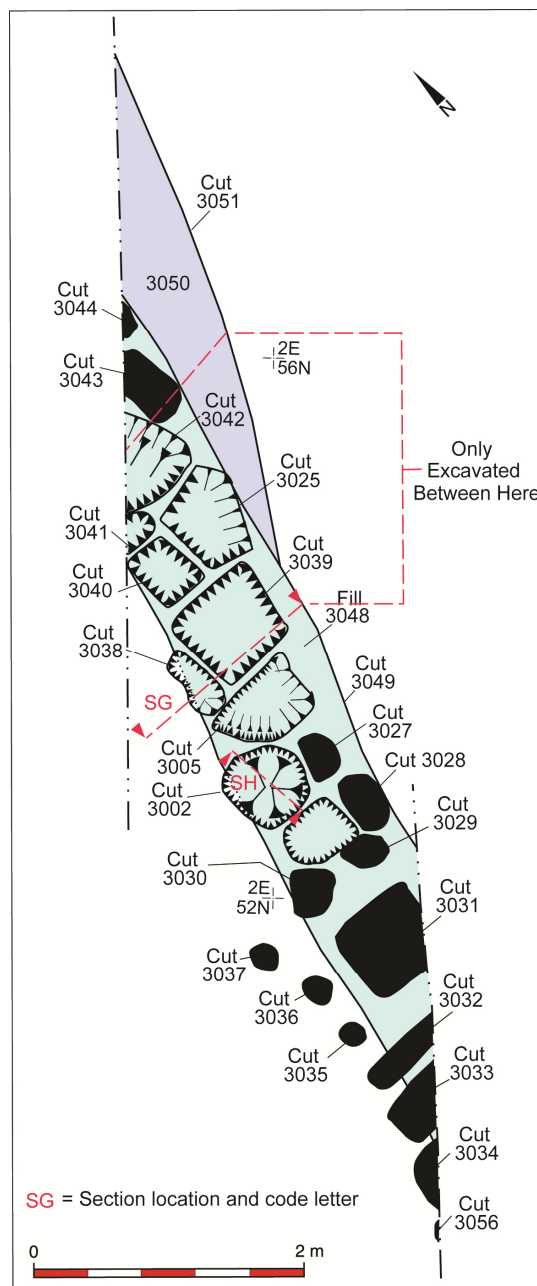 N
Cut
3051
3050
Cut
3044
Cut
3043
2E
56N
Cut
3042
Only
Excavated
Between Here
Cut
3025
Cut
3041
Cut
3039
Cut
3040
Fill
3048
Cut
3038
Cut
3049
SG
Cut
3027
Cut
3005
Cut 3028
SH
Cut
3002
Cut
3029
Cut
3030
2E
52N
Cut
3031
Cut
3037
Cut
3036
Cut
3032
Cut
3035
Cut
3033
Cut
3034
SG = Section location and code letter
Cut
3056
0
2 m